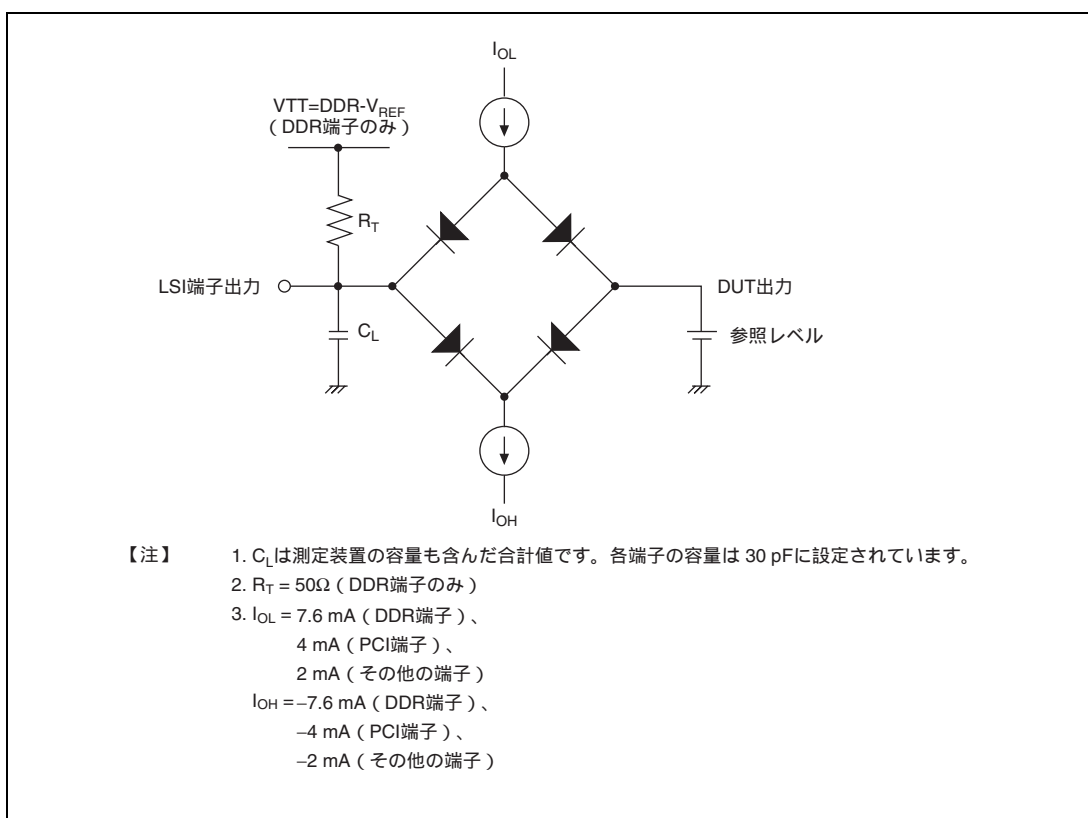 I_OL
VTT=DDR-V_REF
（DDR端子のみ）
R_T
LSI端子出力
DUT出力
C_L
参照レベル
I_OH
【注】 1. C_Lは測定装置の容量も含んだ合計値です。各端子の容量は 30 pFに設定されています。
2. R_T = 50Ω（DDR端子のみ）
3. I_OL = 7.6 mA（DDR端子）、
4 mA（PCI端子）、
2 mA（その他の端子）
I_OH = –7.6 mA（DDR端子）、
–4 mA（PCI端子）、
–2 mA（その他の端子）